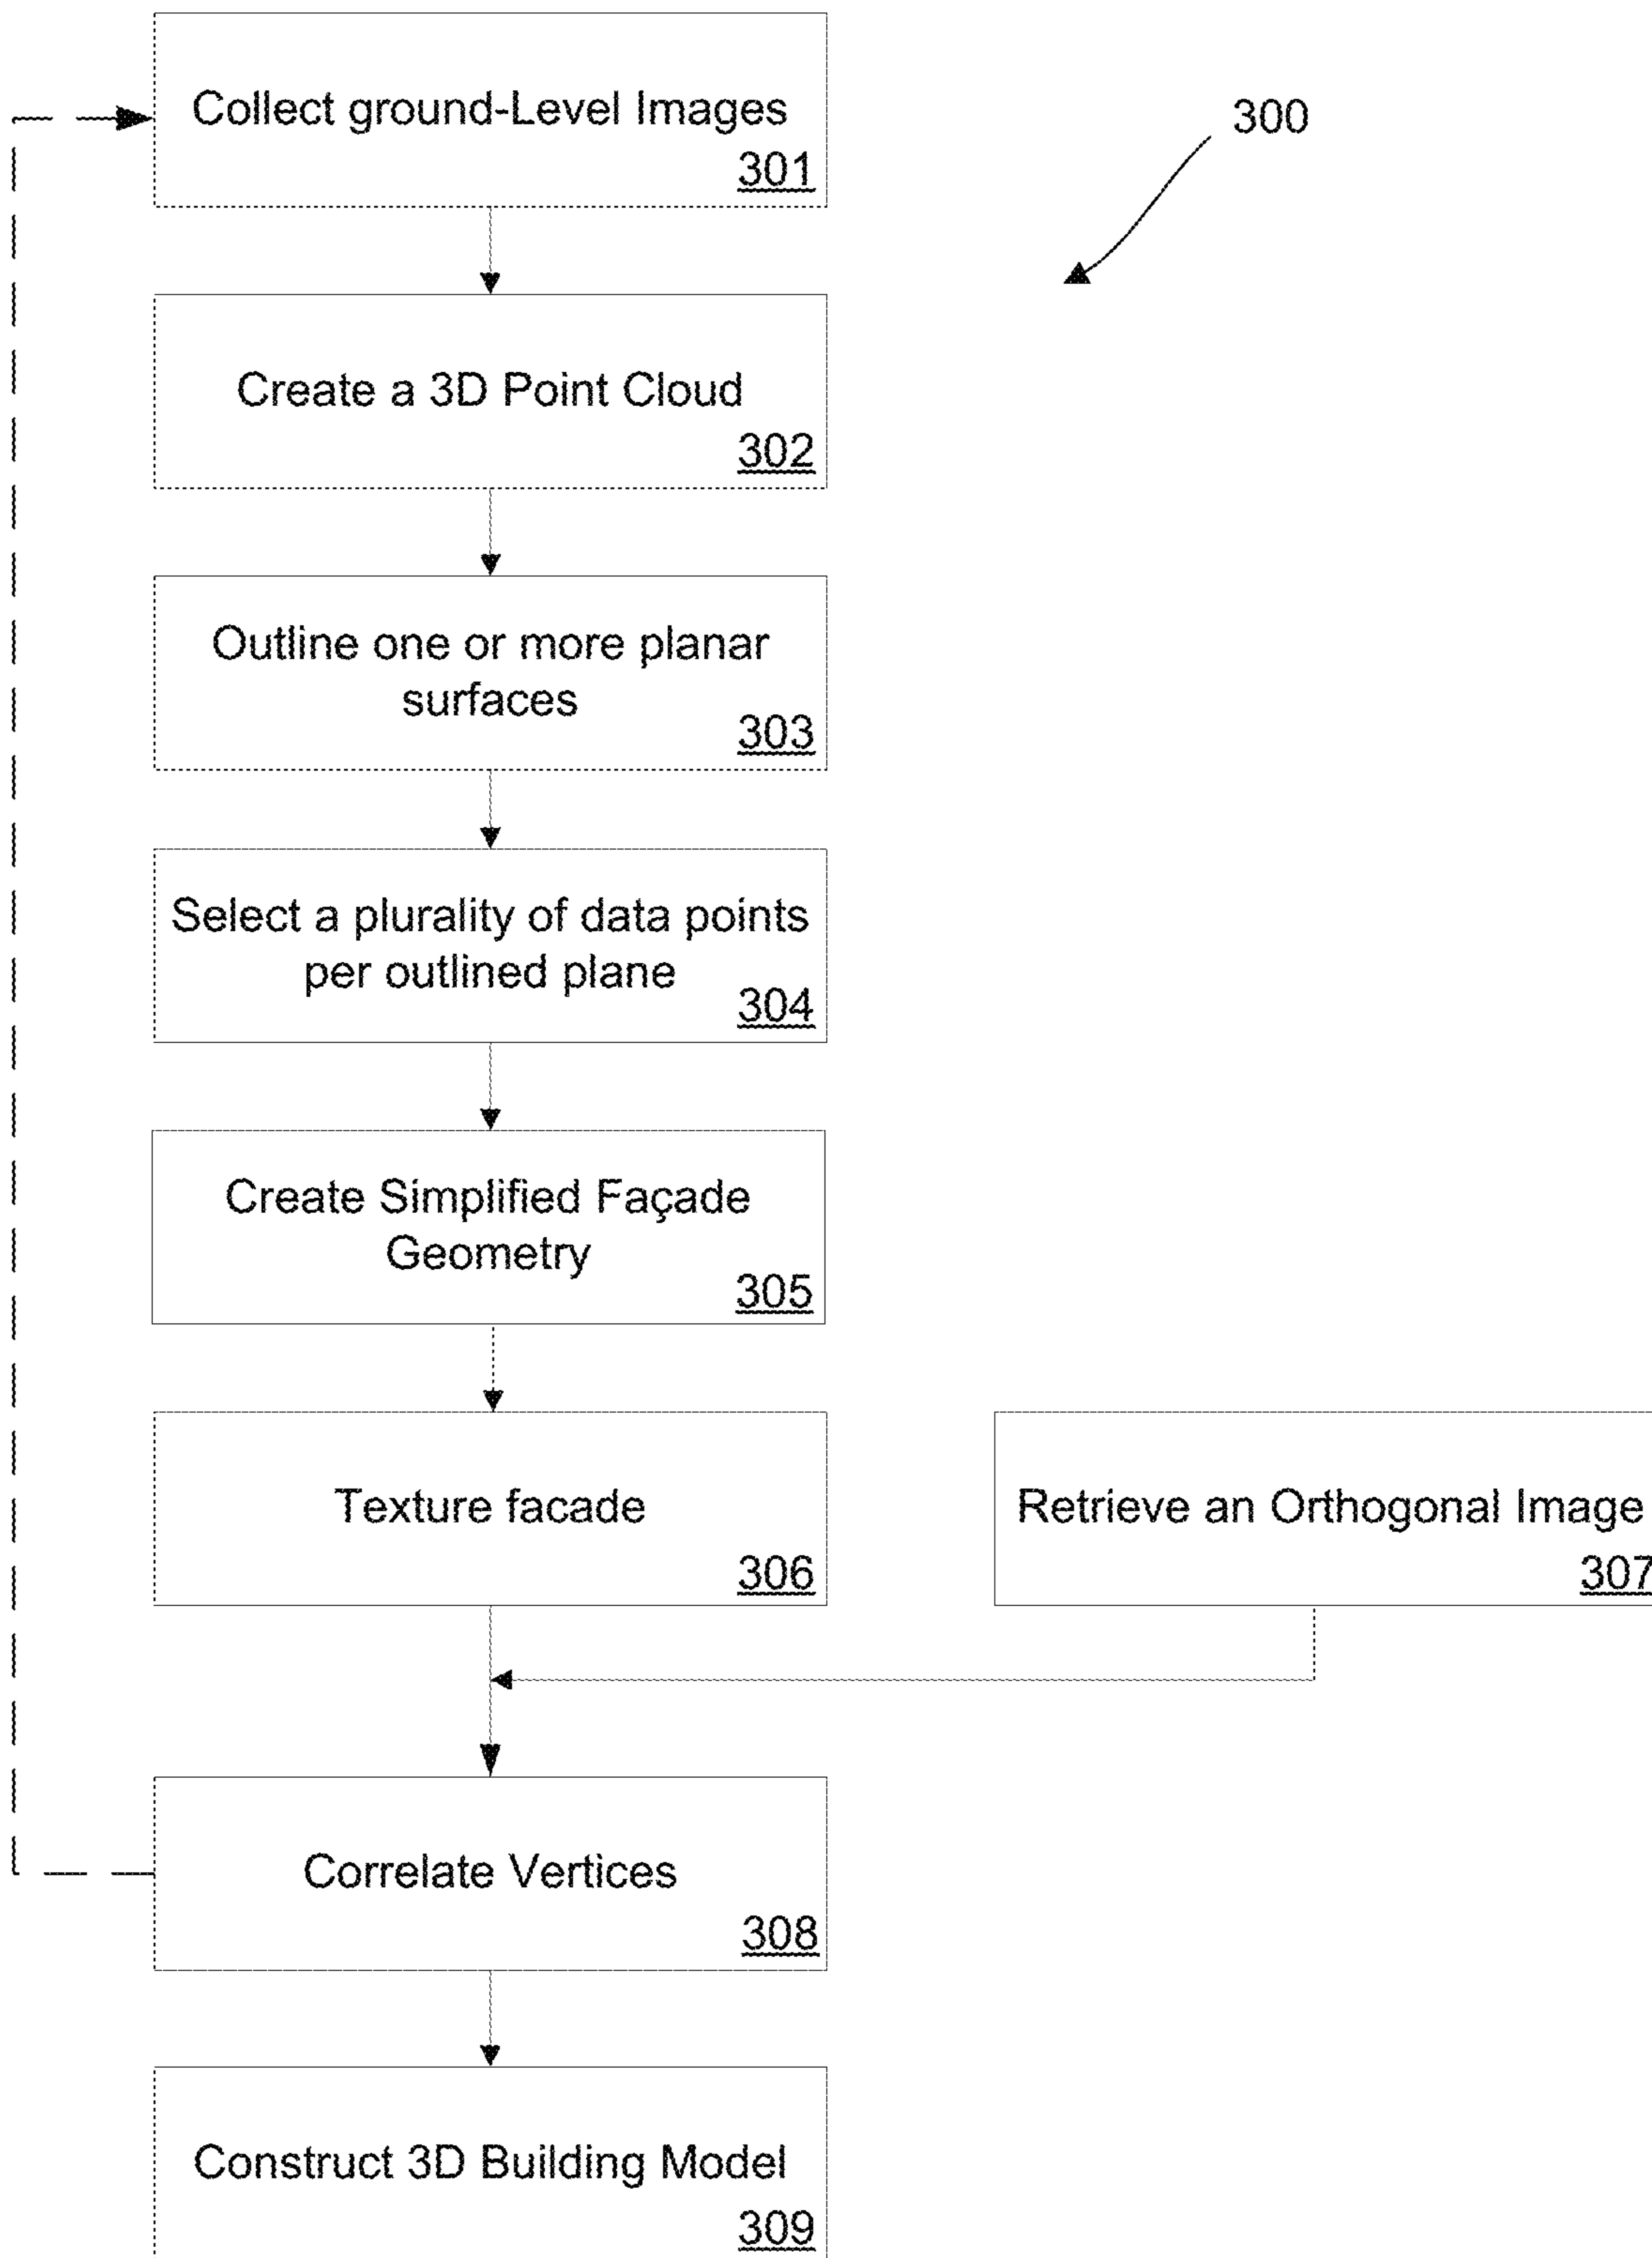 Collect ground-Level Images
301
300
Create a 3D Point Cloud
302
Outline one or more planar
surfaces
303
Select a plurality of data points
per outlined plane
304
Create Simplified Façade
Geometry
305
Texture facade
306
Retrieve an Orthogonal Image
307
Correlate Vertices
308
Construct 3D Building Model
309